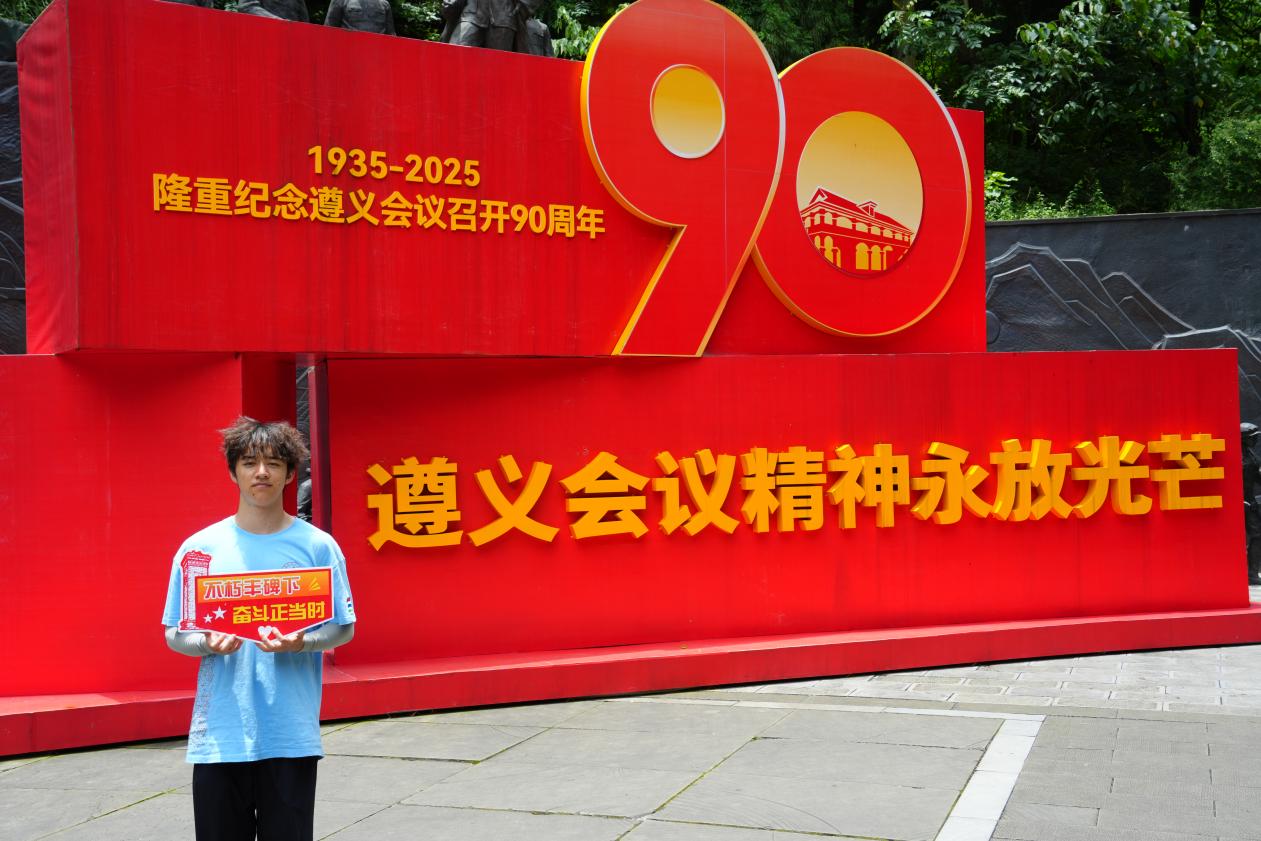 1935-2025
隆重纪念遵义会议召开90周年
90
遵义会议精神永放光芒
不朽丰碑下
奋斗正当时